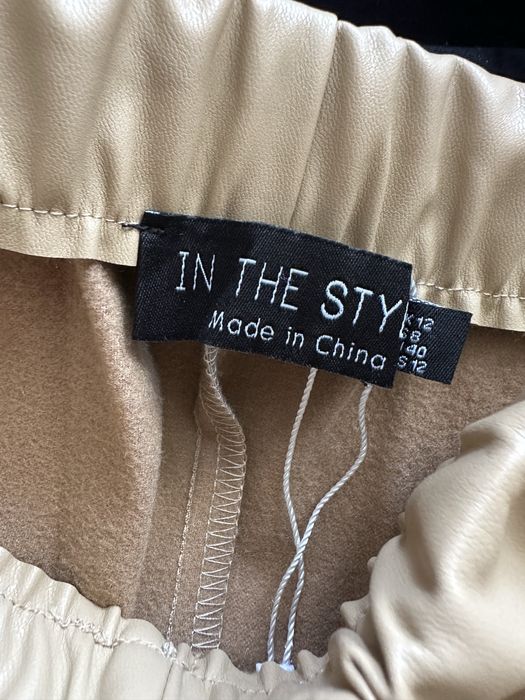 IN THE STY
Made in China
K 12
S 8
40
S 12